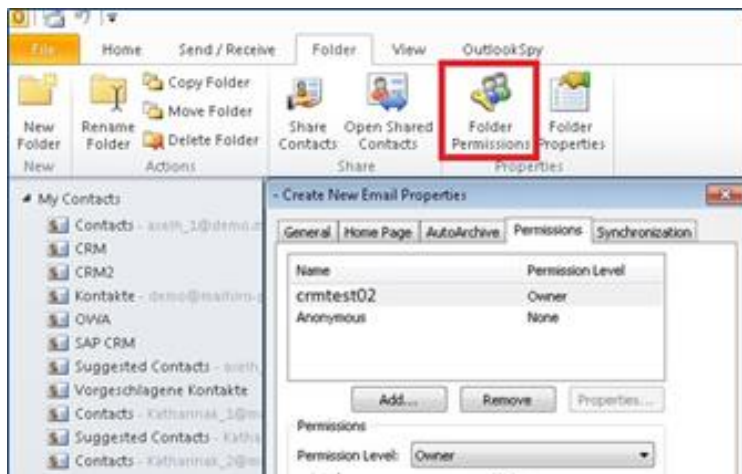 File Home Send / Receive Folder View OutlookSpy
New Folder
Rename Folder
Copy Folder
Move Folder
Delete Folder
Share Contacts
Open Shared Contacts
Folder Permissions
Folder Properties
New Actions Share Properties
My Contacts
Contacts -
CRM
CRM2
Kontakte -
OWA
SAP CRM
Suggested Contacts -
Vorgeschlagene Kontakte
Contacts -
Suggested Contacts -
Contacts -
- Create New Email Properties
General Home Page AutoArchive Permissions Synchronization
Name Permission Level
crmtest02 Owner
Anonymous None
Add... Remove Properties...
Permissions
Permission Level: Owner